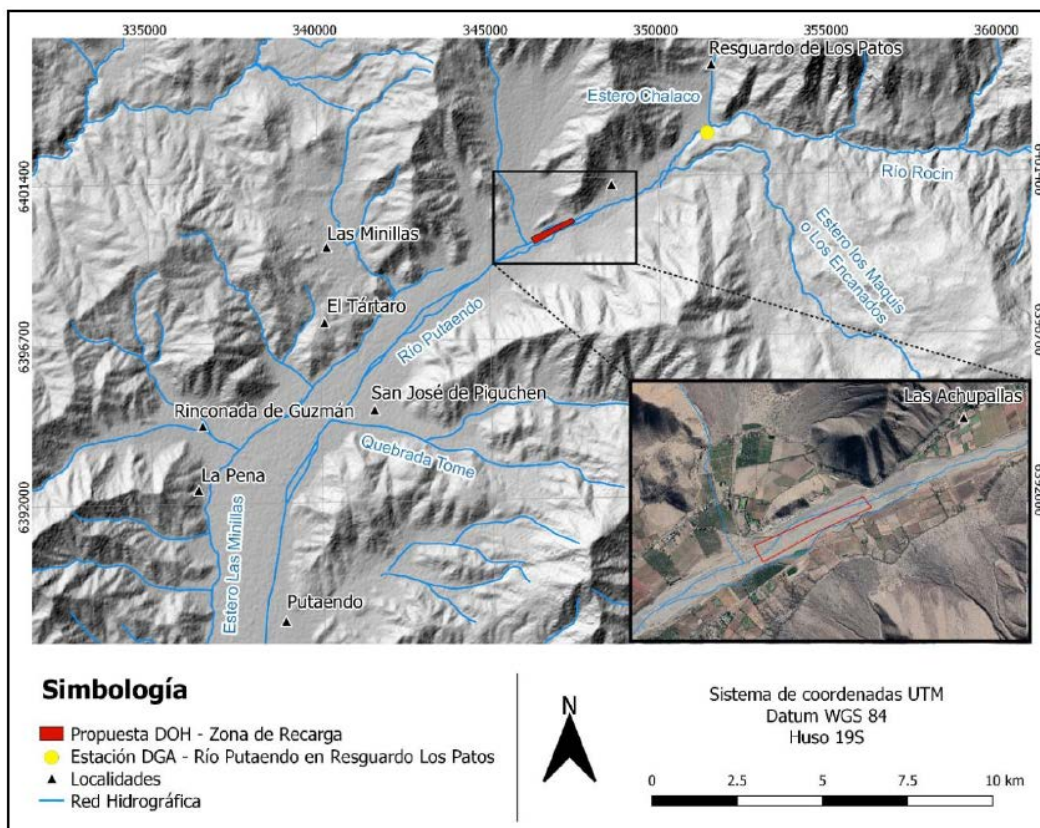 335000 340000 345000 350000 355000 360000
Resguardo de Los Patos
Estero Chalaco
6401400
6401400
Río Rocin
Las Minillas
Estero los Maquis
o Los Encanados
El Tártaro
Río Putaendo
6396700
6396700
San José de Piguchen
Rinconada de Guzmán
Las Achupallas
Quebrada Tome
La Pena
6392000
6392000
Estero Las Minillas
Putaendo
Simbología
Propuesta DOH - Zona de Recarga
Estación DGA - Río Putaendo en Resguardo Los Patos
Localidades
Red Hidrográfica
N
Sistema de coordenadas UTM
Datum WGS 84
Huso 19S
0 2.5 5 7.5 10 km